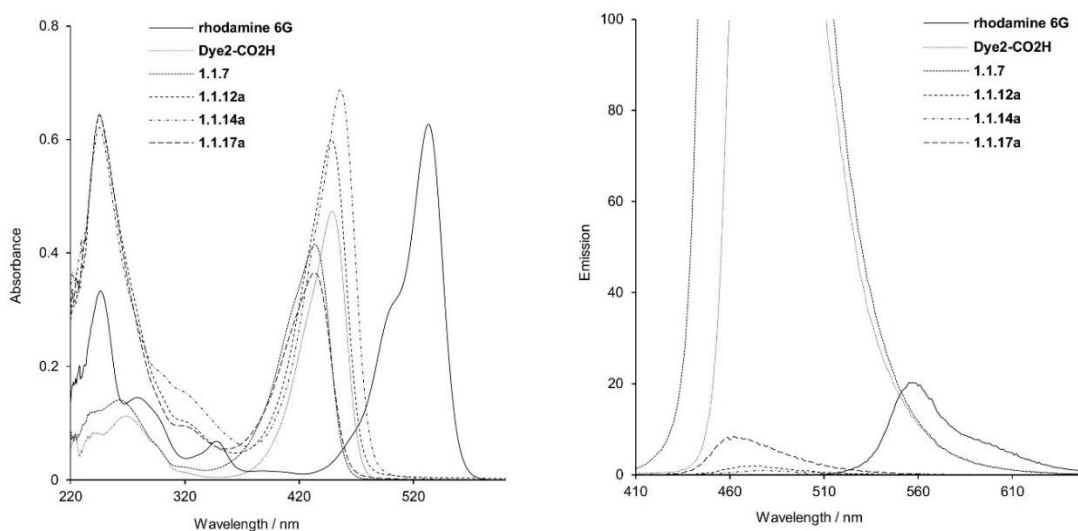 0.8
rhodamine 6G
Dye2-CO2H
1.1.7
1.1.12a
1.1.14a
1.1.17a
0.6
0.4
0.2
0
Absorbance
220
320
420
520
Wavelength / nm
100
rhodamine 6G
Dye2-CO2H
1.1.7
1.1.12a
1.1.14a
1.1.17a
80
60
40
20
0
Emission
410
460
510
560
610
Wavelength / nm